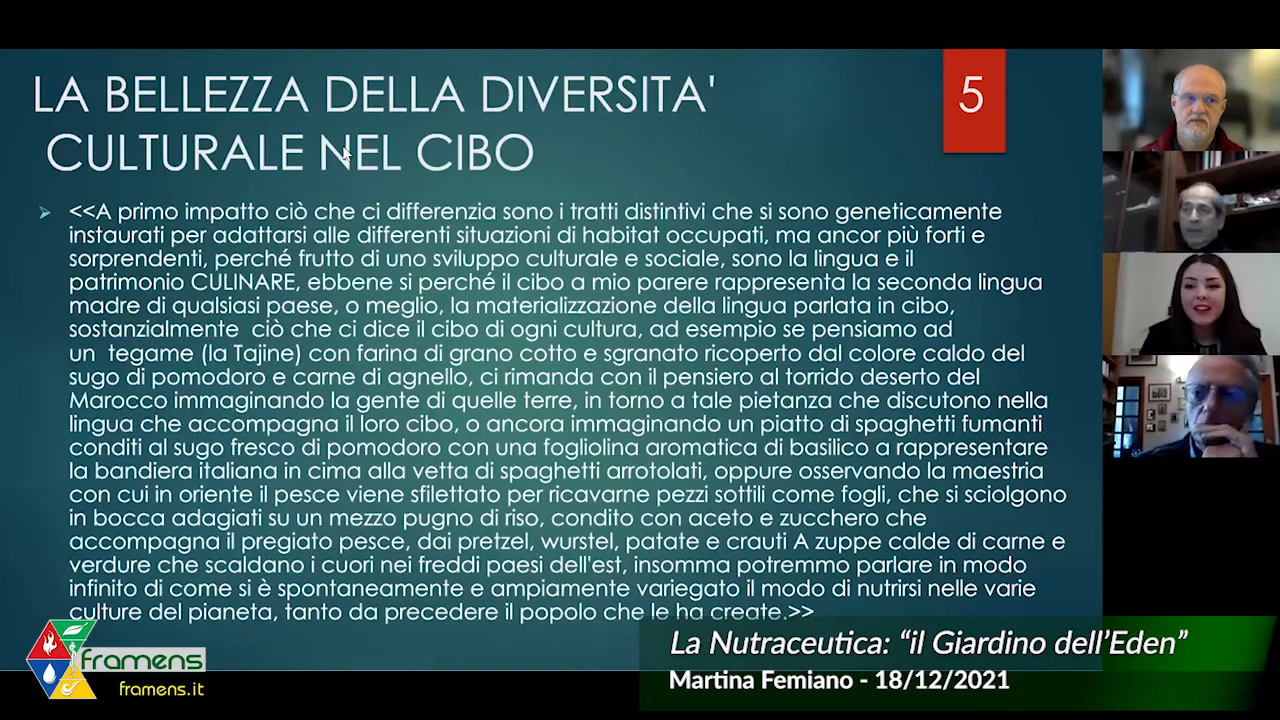 LA BELLEZZA DELLA DIVERSITA'
CULTURALE NEL CIBO
5
<<A primo impatto ciò che ci differenzia sono i tratti distintivi che si sono geneticamente
instaurati per adattarsi alle differenti situazioni di habitat occupati, ma ancor più forti e
sorprendenti, perché frutto di uno sviluppo culturale e sociale, sono la lingua e il
patrimonio CULINARE, ebbene si perché il cibo a mio parere rappresenta la seconda lingua
madre di qualsiasi paese, o meglio, la materializzazione della lingua parlata in cibo,
sostanzialmente ciò che ci dice il cibo di ogni cultura, ad esempio se pensiamo ad
un tegame (la Tajine) con farina di grano cotto e sgranato ricoperto dal colore caldo del
sugo di pomodoro e carne di agnello, ci rimanda con il pensiero al torrido deserto del
Marocco immaginando la gente di quelle terre, in torno a tale pietanza che discutono nella
lingua che accompagna il loro cibo, o ancora immaginando un piatto di spaghetti fumanti
conditi al sugo fresco di pomodoro con una fogliolina aromatica di basilico a rappresentare
la bandiera italiana in cima alla vetta di spaghetti arrotolati, oppure osservando la maestria
con cui in oriente il pesce viene sfilettato per ricavarne pezzi sottili come fogli, che si sciolgono
in bocca adagiati su un mezzo pugno di riso, condito con aceto e zucchero che
accompagna il pregiato pesce, dai pretzel, wurstel, patate e crauti A zuppe calde di carne e
verdure che scaldano i cuori nei freddi paesi dell'est, insomma potremmo parlare in modo
infinito di come si è spontaneamente e ampiamente variegato il modo di nutrirsi nelle varie
culture del pianeta, tanto da precedere il popolo che le ha create.>>
La Nutraceutica: “il Giardino dell’Eden”
Martina Femiano - 18/12/2021
framens
framens.it